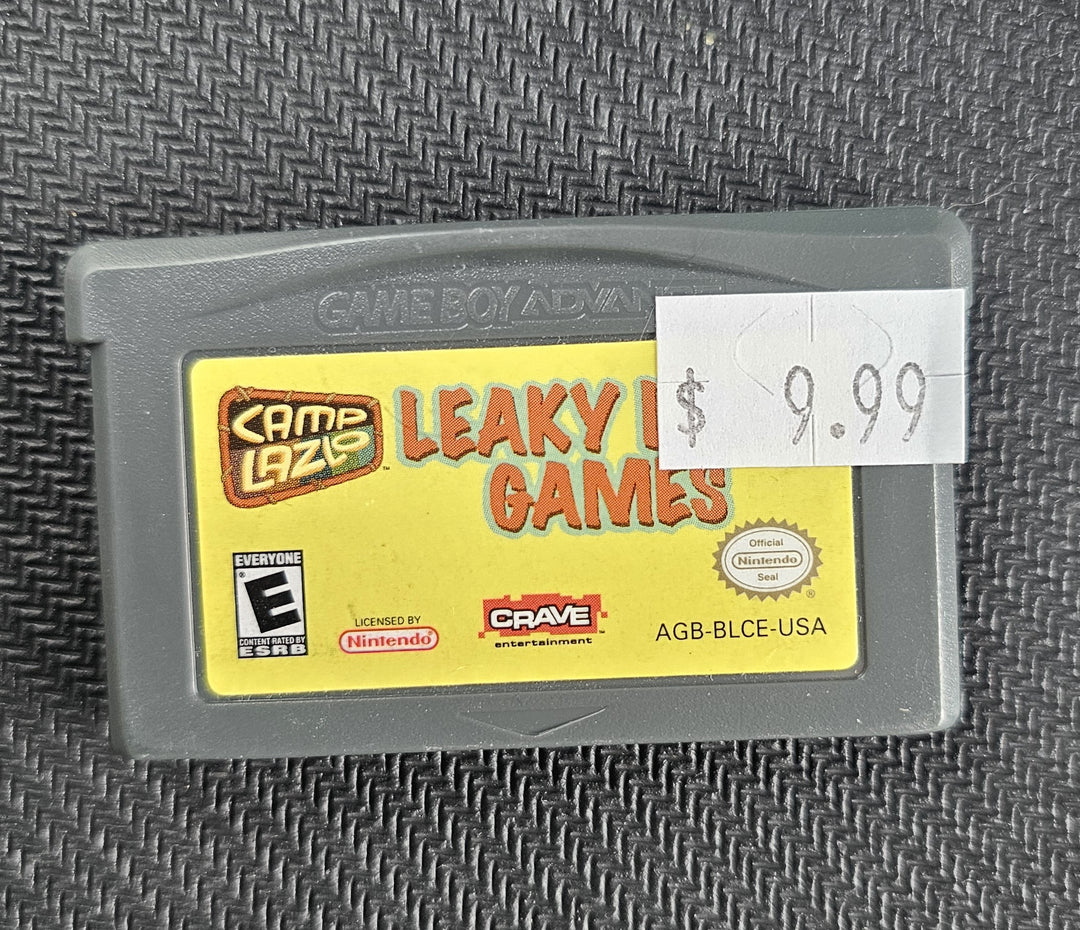 GAME BOY ADVAN
$ 9.99
CAMP
LAZLO
LEAKY
GAMES
Official
Nintendo
Seal
EVERYONE
E
CONTENT RATED BY
ESRB
LICENSED BY
Nintendo
CRAVE
entertainment
AGB-BLCE-USA